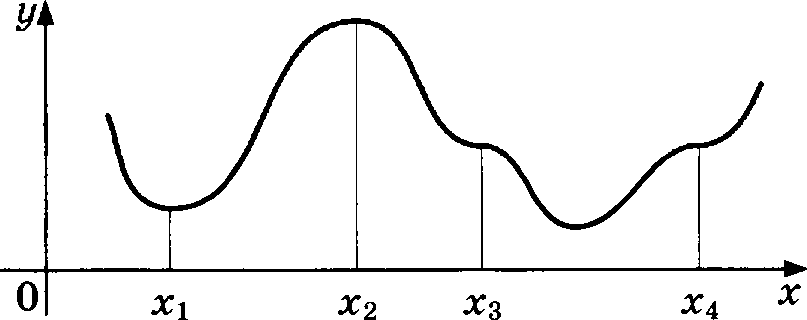 y
0 x₁ x₂ x₃ x₄ x